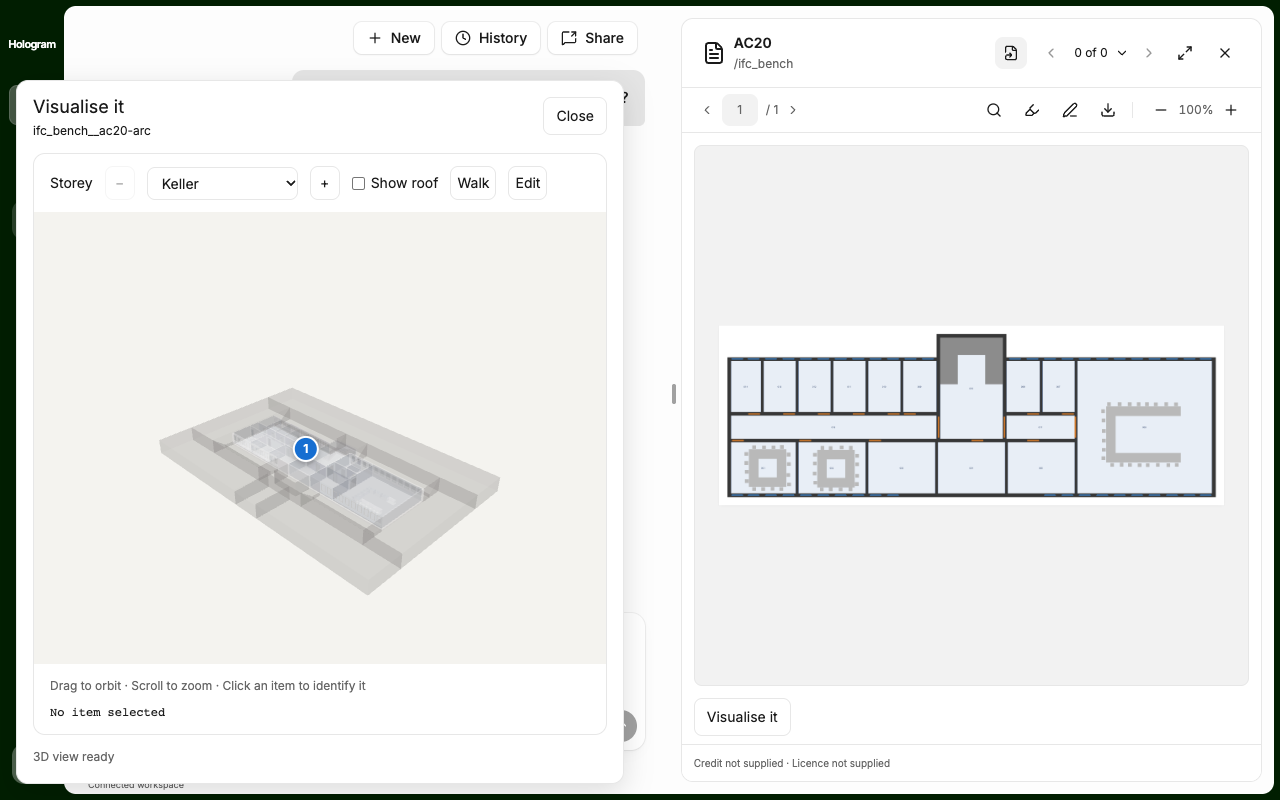 Hologram
New
History
Share
?
Visualise it
ifc_bench__ac20-arc
Close
Storey
−
Keller
+
Show roof
Walk
Edit
1
Drag to orbit · Scroll to zoom · Click an item to identify it
No item selected
3D view ready
Connected workspace
AC20
/ifc_bench
0 of 0
1
/ 1
100%
Visualise it
Credit not supplied · Licence not supplied